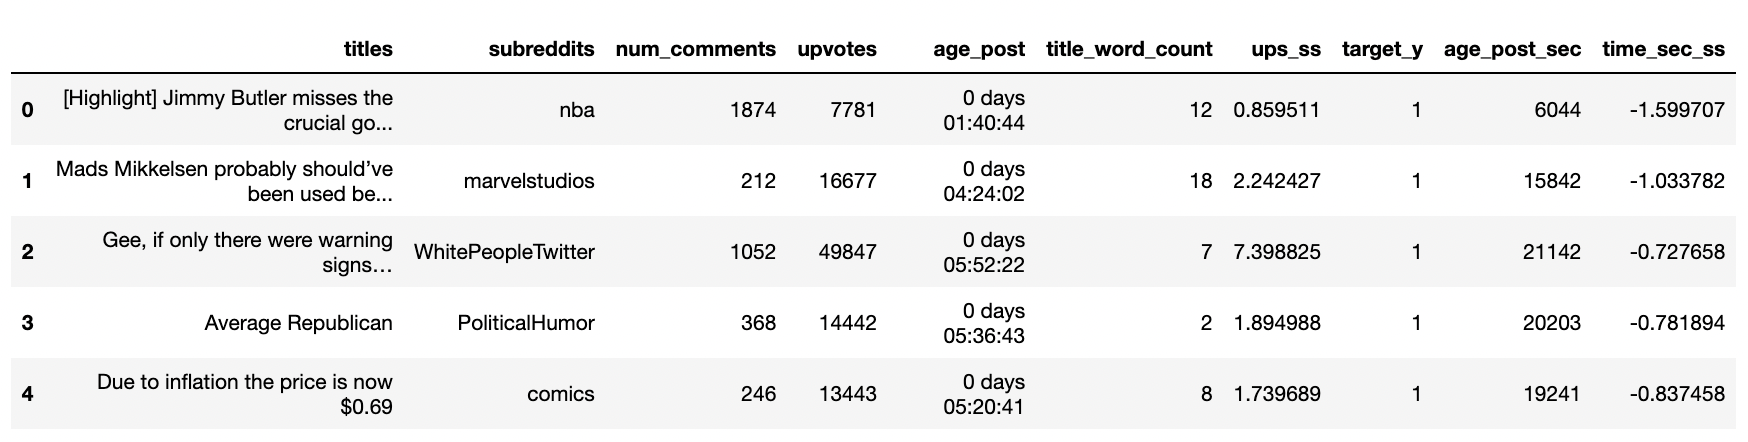 titles subreddits num_comments upvotes age_post title_word_count ups_ss target_y age_post_sec time_sec_ss
0 [Highlight] Jimmy Butler misses the crucial go... nba 1874 7781 0 days 01:40:44 12 0.859511 1 6044 -1.599707
1 Mads Mikkelsen probably should’ve been used be... marvelstudios 212 16677 0 days 04:24:02 18 2.242427 1 15842 -1.033782
2 Gee, if only there were warning signs… WhitePeopleTwitter 1052 49847 0 days 05:52:22 7 7.398825 1 21142 -0.727658
3 Average Republican PoliticalHumor 368 14442 0 days 05:36:43 2 1.894988 1 20203 -0.781894
4 Due to inflation the price is now $0.69 comics 246 13443 0 days 05:20:41 8 1.739689 1 19241 -0.837458